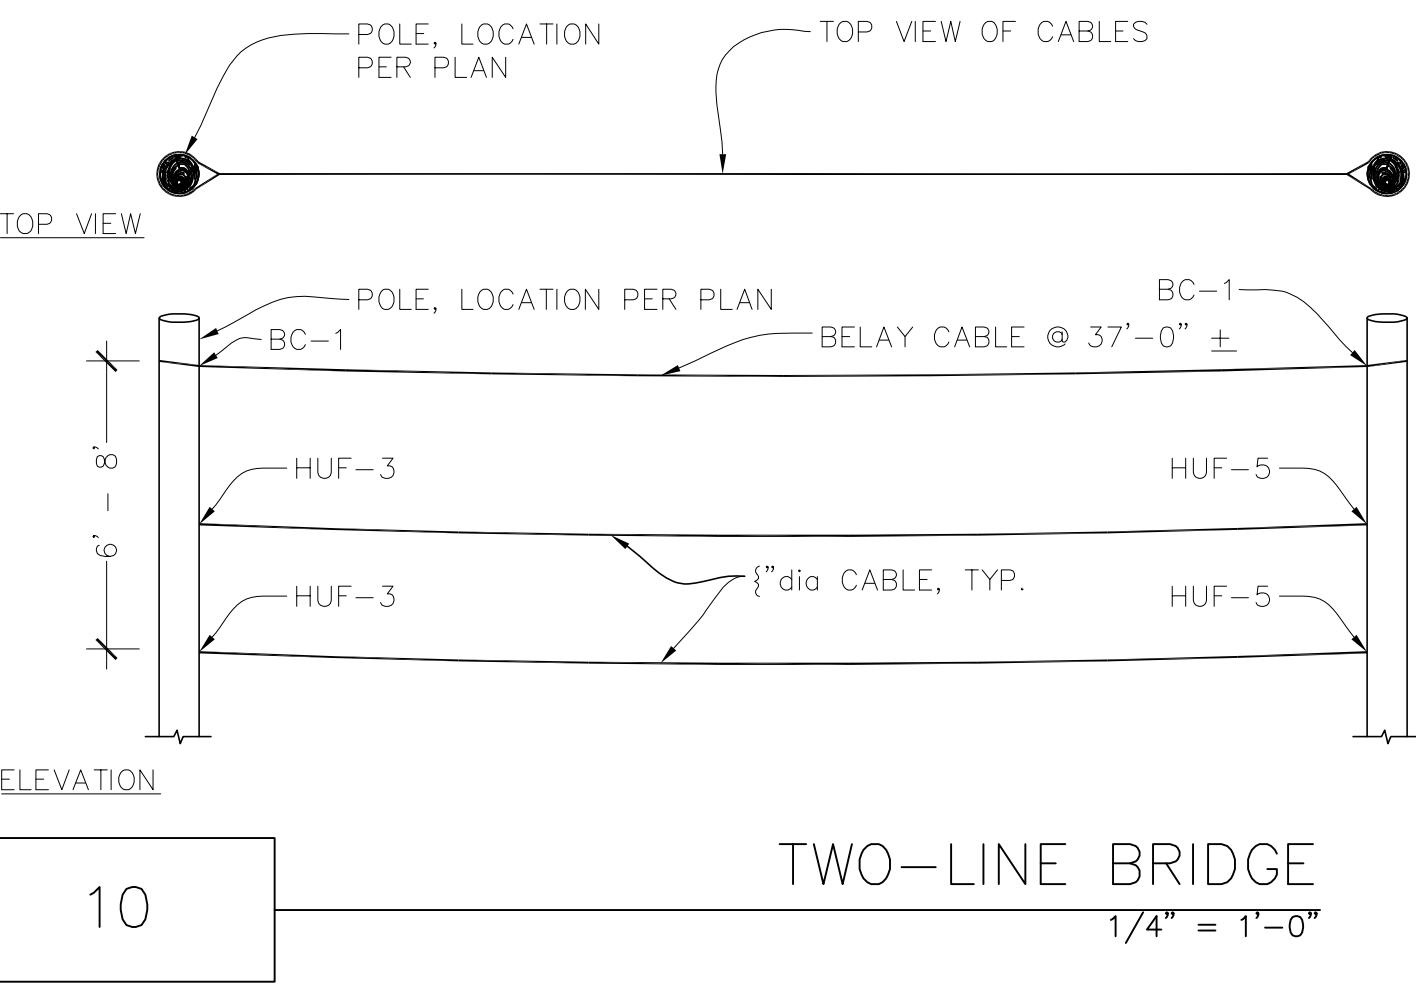 POLE, LOCATION
PER PLAN
TOP VIEW OF CABLES
TOP VIEW
POLE, LOCATION PER PLAN
BC-1
BC-1
BELAY CABLE @ 37'-0" ±
6' - 8'
HUF-3
HUF-5
{"dia CABLE, TYP.
HUF-3
HUF-5
ELEVATION
10
TWO-LINE BRIDGE
1/4" = 1'-0"